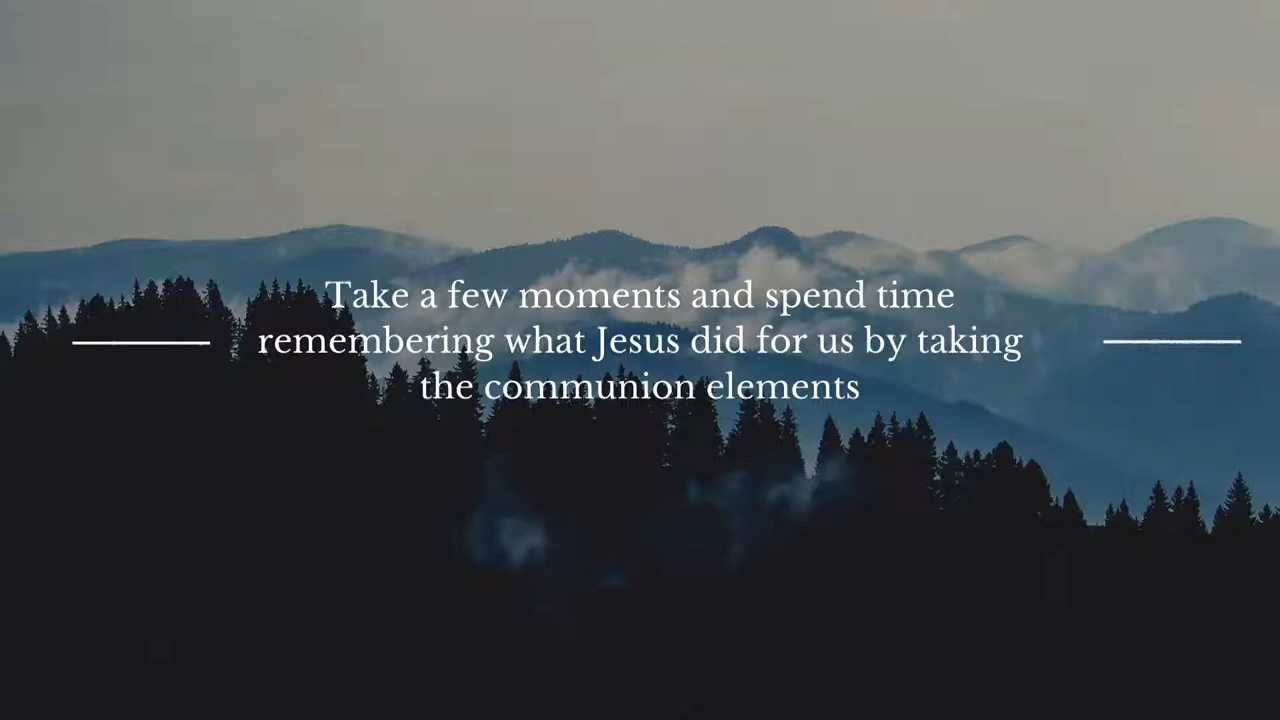 Take a few moments and spend time
remembering what Jesus did for us by taking
the communion elements